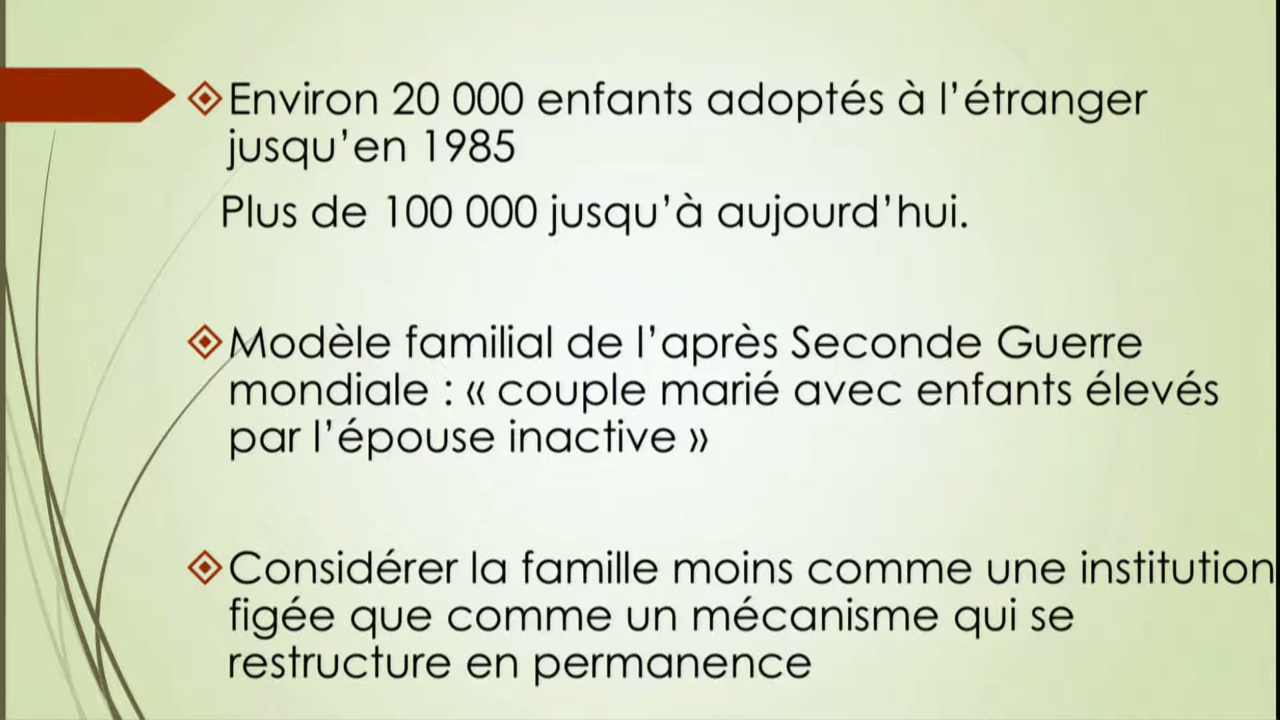 Environ 20 000 enfants adoptés à l’étranger
jusqu’en 1985
Plus de 100 000 jusqu’à aujourd’hui.
Modèle familial de l’après Seconde Guerre
mondiale : « couple marié avec enfants élevés
par l’épouse inactive »
Considérer la famille moins comme une institution
figée que comme un mécanisme qui se
restructure en permanence